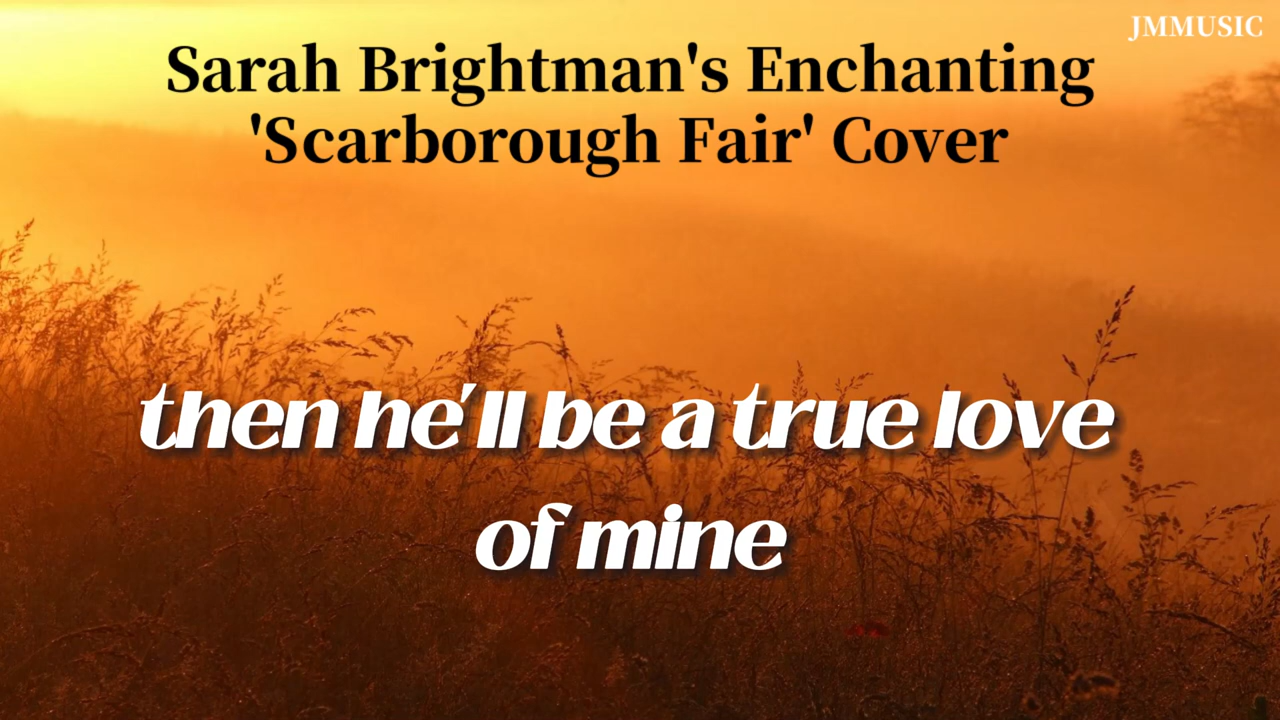 JMMUSIC
Sarah Brightman's Enchanting
'Scarborough Fair' Cover
then he'll be a true love
of mine